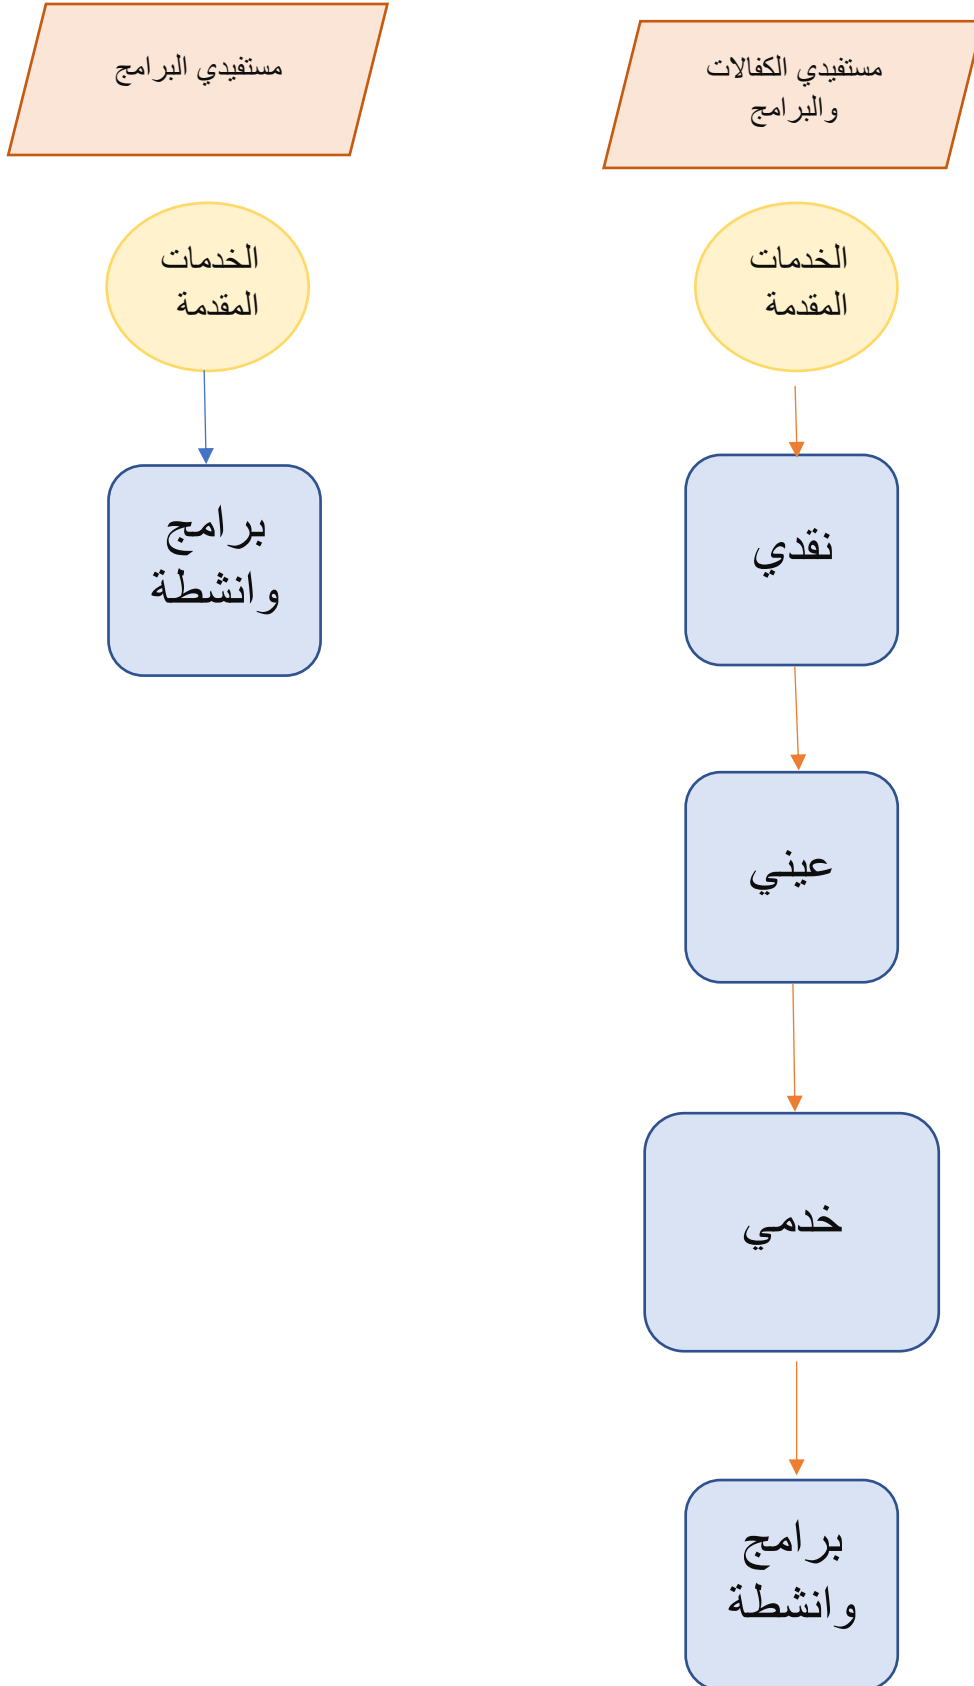 مستفيدي الكفالات
والبرامج
الخدمات
المقدمة
نقدي
عيني
خدمي
برامج
وانشطة
مستفيدي البرامج
الخدمات
المقدمة
برامج
وانشطة